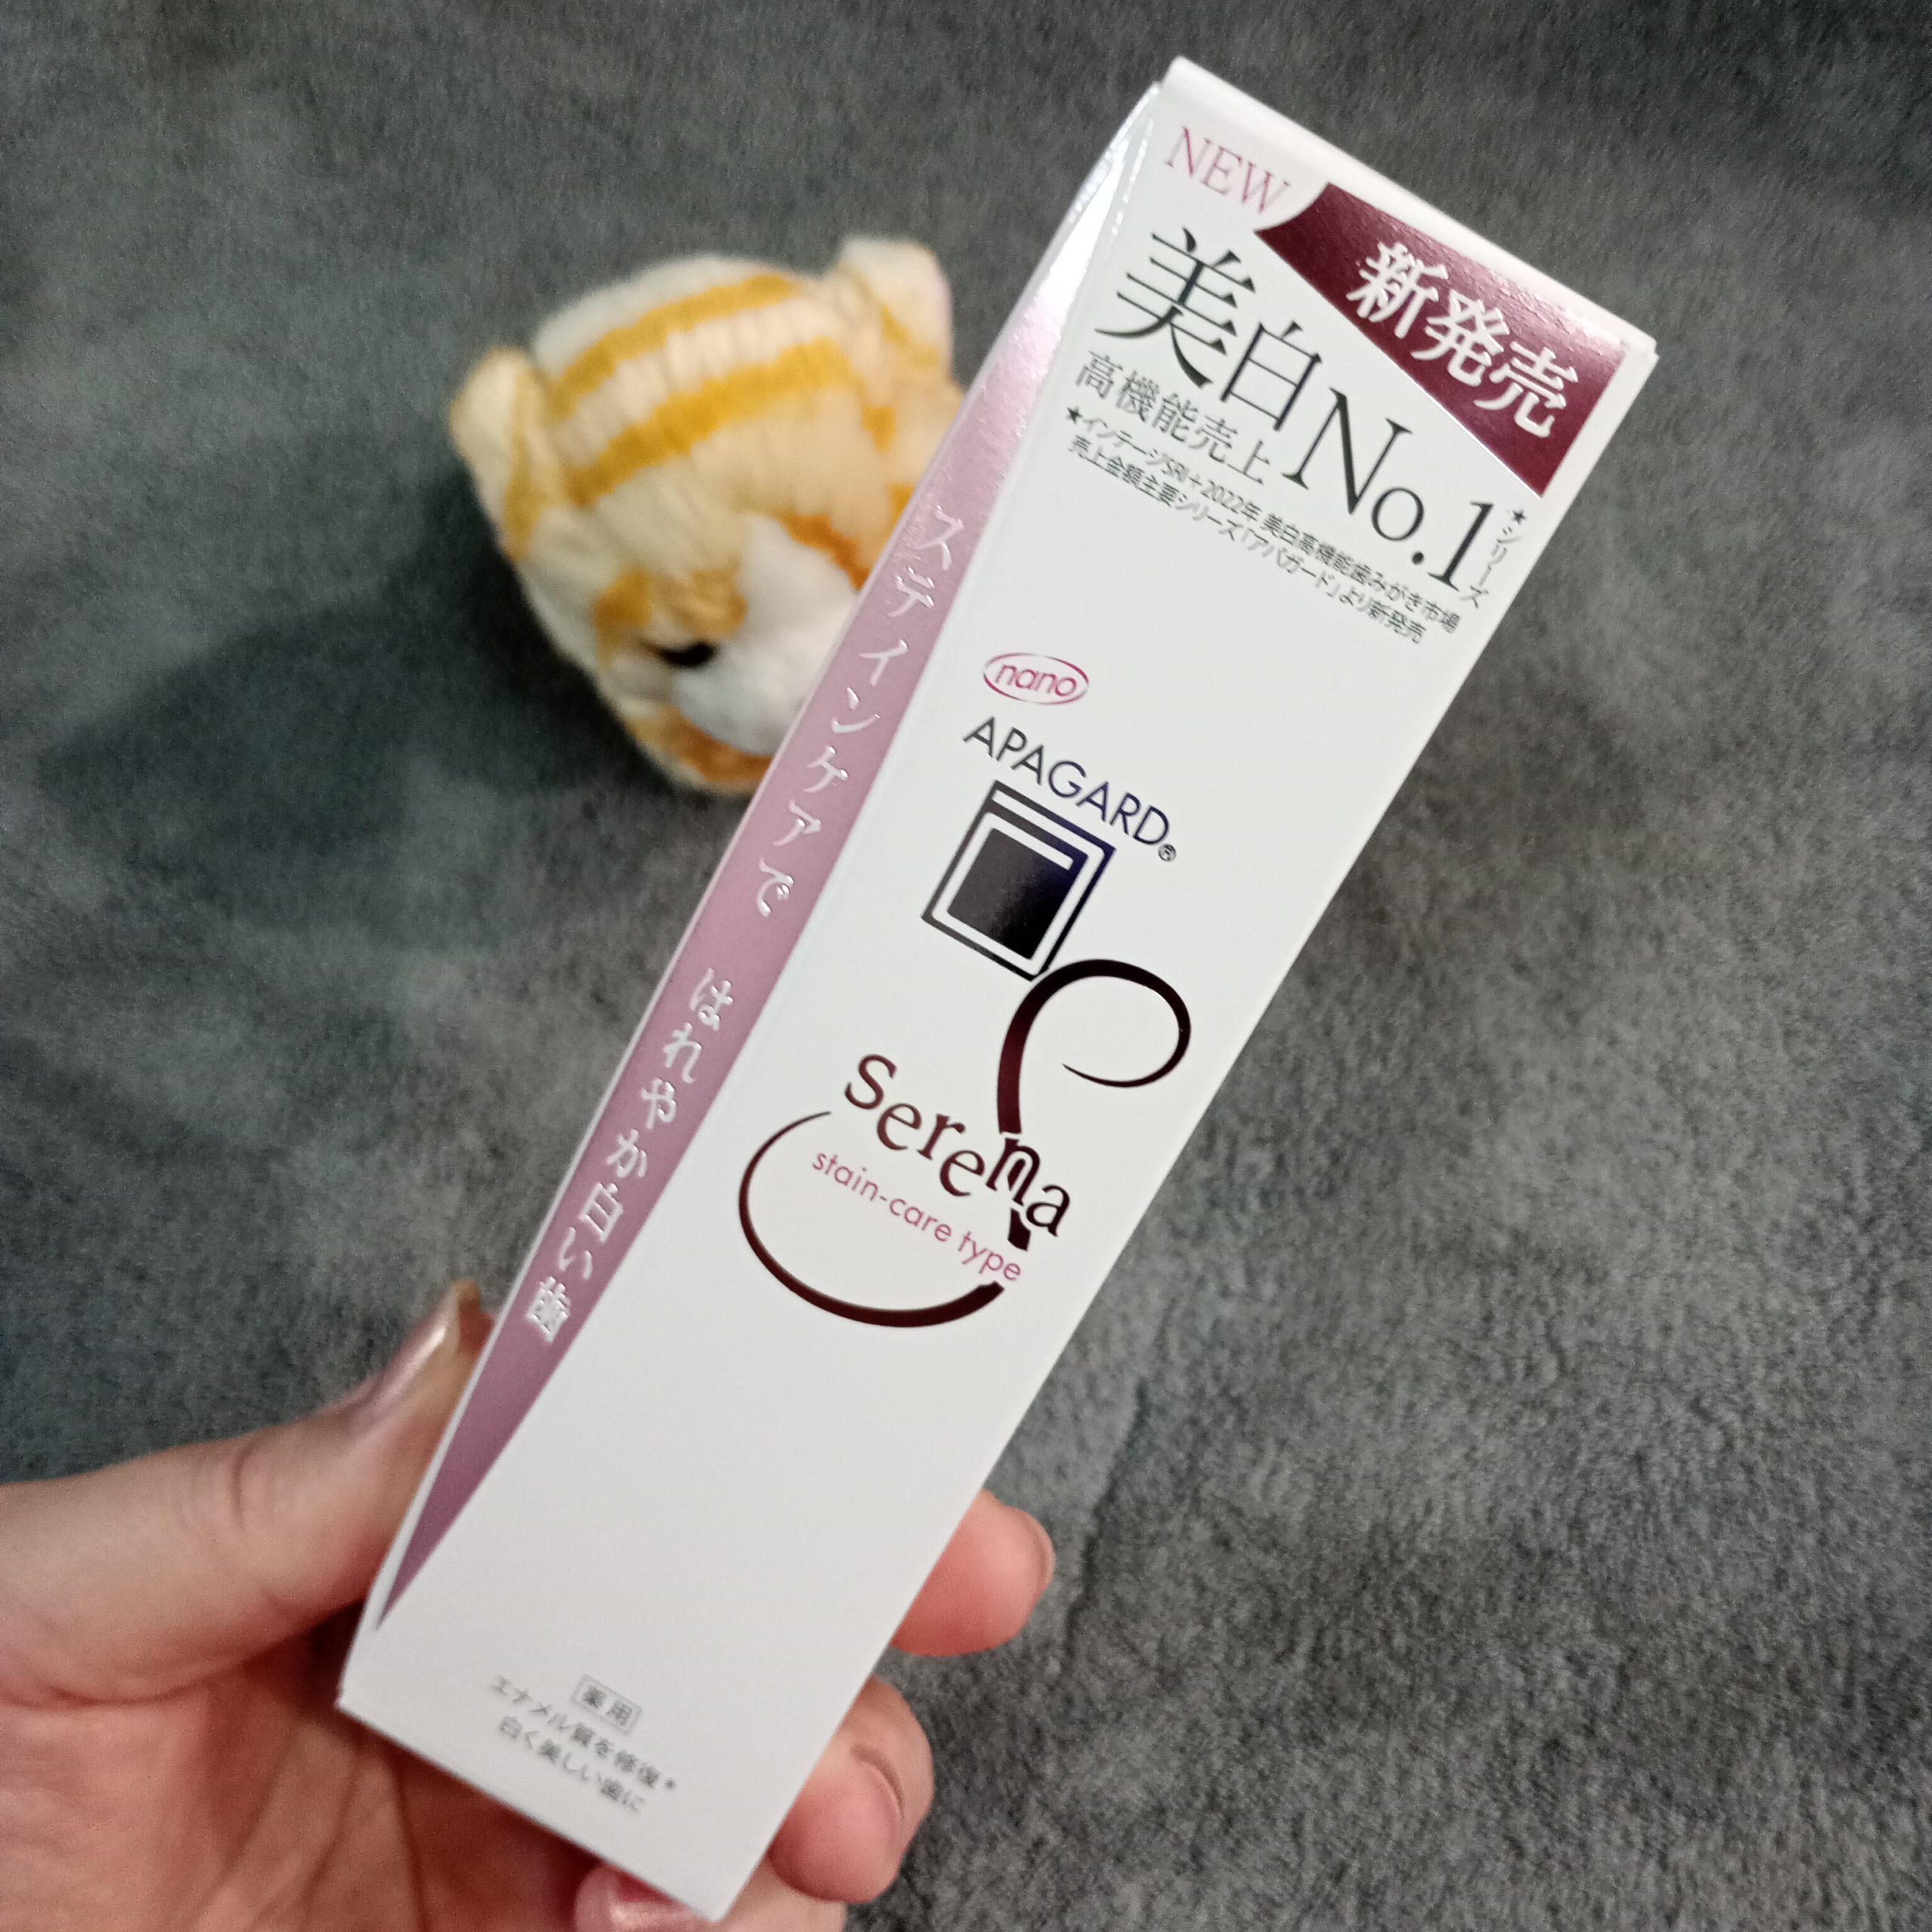 NEW
新発売
美白No.1
★シリーズ
高機能売上
★インテージSRI+2022年 美白高機能歯みがき市場
売上金額主要シリーズ「アパガード」より新発売
nano
APAGARD®
Serena
stain-care type
ステインケアで はれやか白い歯
薬用
エナメル質を修復*
白く美しい歯に